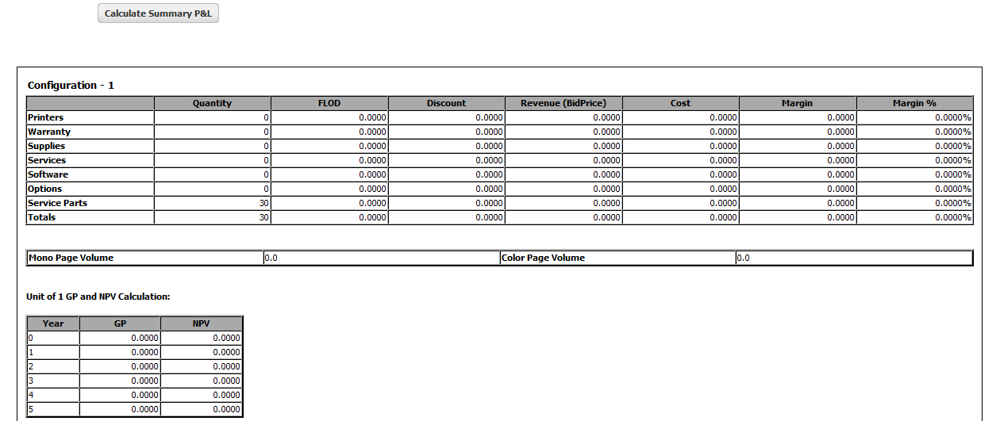 Calculate Summary P&L
Configuration - 1
Quantity FLOD Discount Revenue (BidPrice) Cost Margin Margin %
Printers 0 0.0000 0.0000 0.0000 0.0000 0.0000 0.0000%
Warranty 0 0.0000 0.0000 0.0000 0.0000 0.0000 0.0000%
Supplies 0 0.0000 0.0000 0.0000 0.0000 0.0000 0.0000%
Services 0 0.0000 0.0000 0.0000 0.0000 0.0000 0.0000%
Software 0 0.0000 0.0000 0.0000 0.0000 0.0000 0.0000%
Options 0 0.0000 0.0000 0.0000 0.0000 0.0000 0.0000%
Service Parts 30 0.0000 0.0000 0.0000 0.0000 0.0000 0.0000%
Totals 30 0.0000 0.0000 0.0000 0.0000 0.0000 0.0000%
Mono Page Volume 0.0 Color Page Volume 0.0
Unit of 1 GP and NPV Calculation:
Year GP NPV
0 0.0000 0.0000
1 0.0000 0.0000
2 0.0000 0.0000
3 0.0000 0.0000
4 0.0000 0.0000
5 0.0000 0.0000